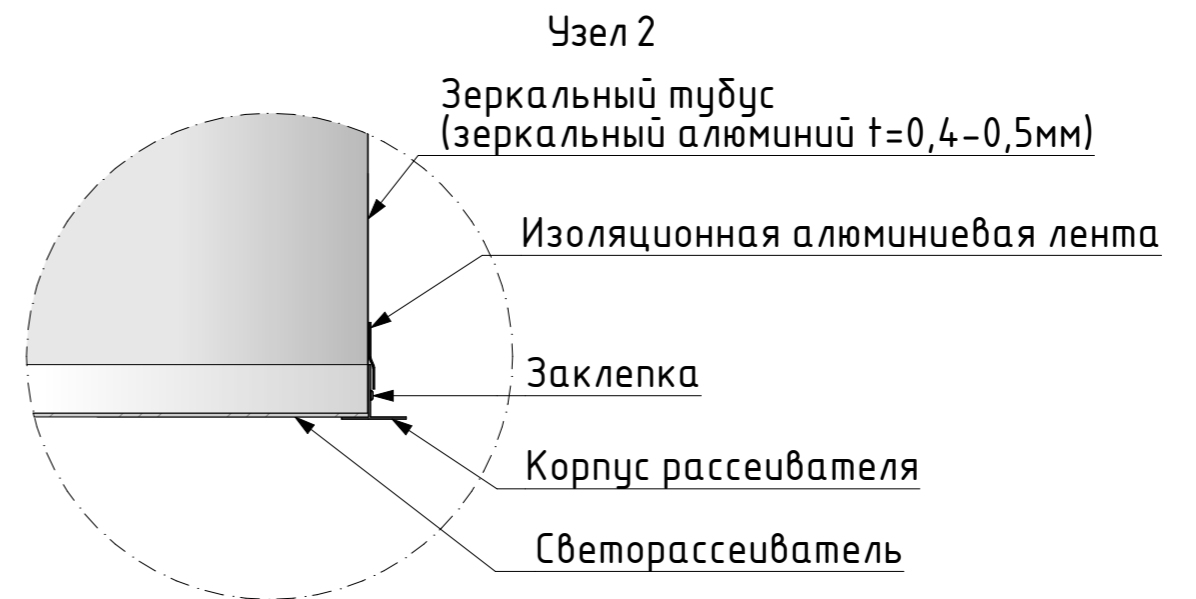 Узел 2
Зеркальный тубус
(зеркальный алюминий t=0,4-0,5мм)
Изоляционная алюминиевая лента
Заклепка
Корпус рассеивателя
Светорассеиватель